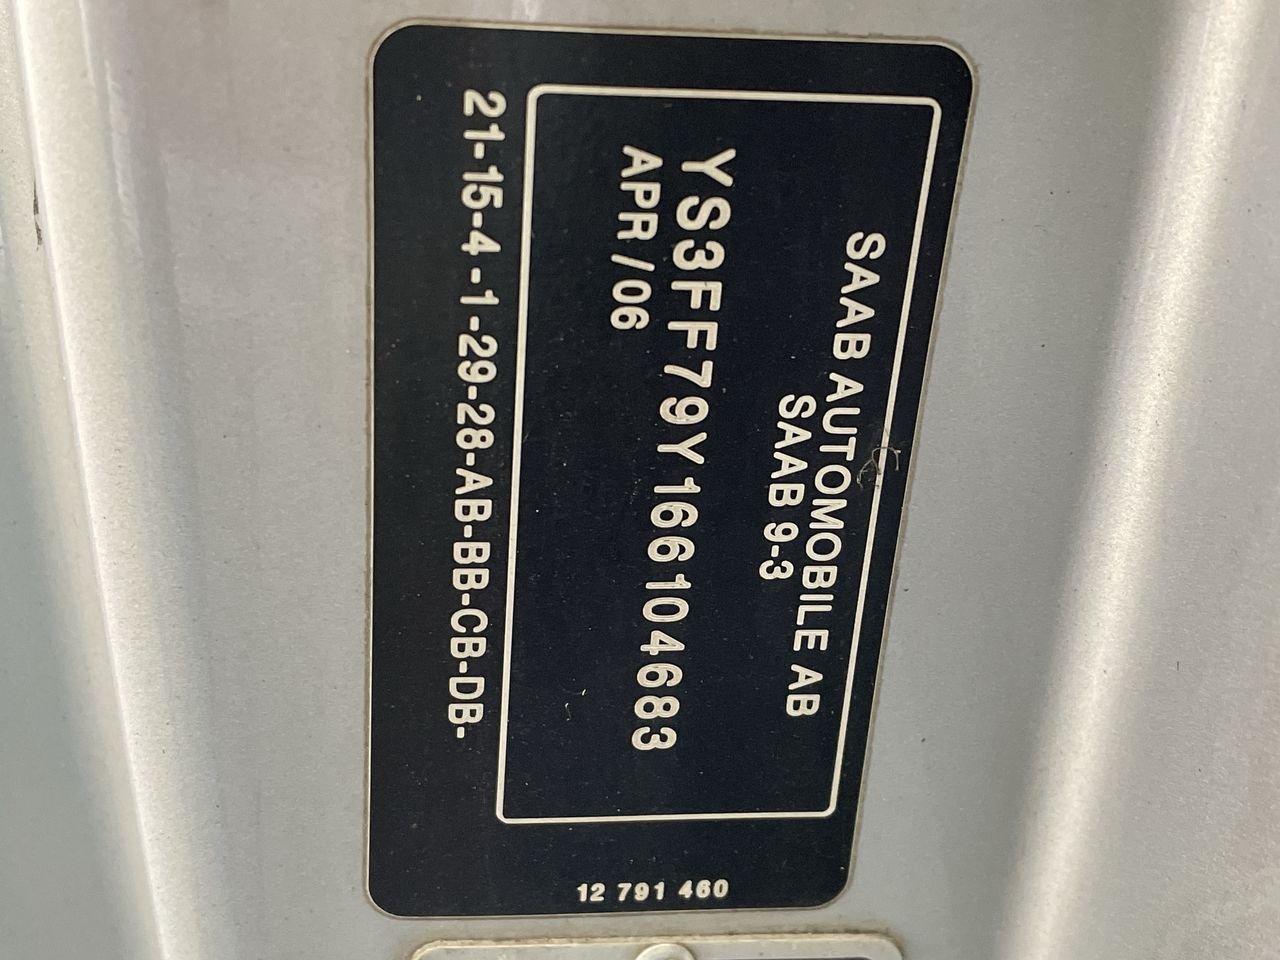 SAAB AUTOMOBILE AB
SAAB 9-3
YS3FF79Y166104683
APR /06
21-15-4-1-29-28-AB-BB-CB-DB-
12 791 460